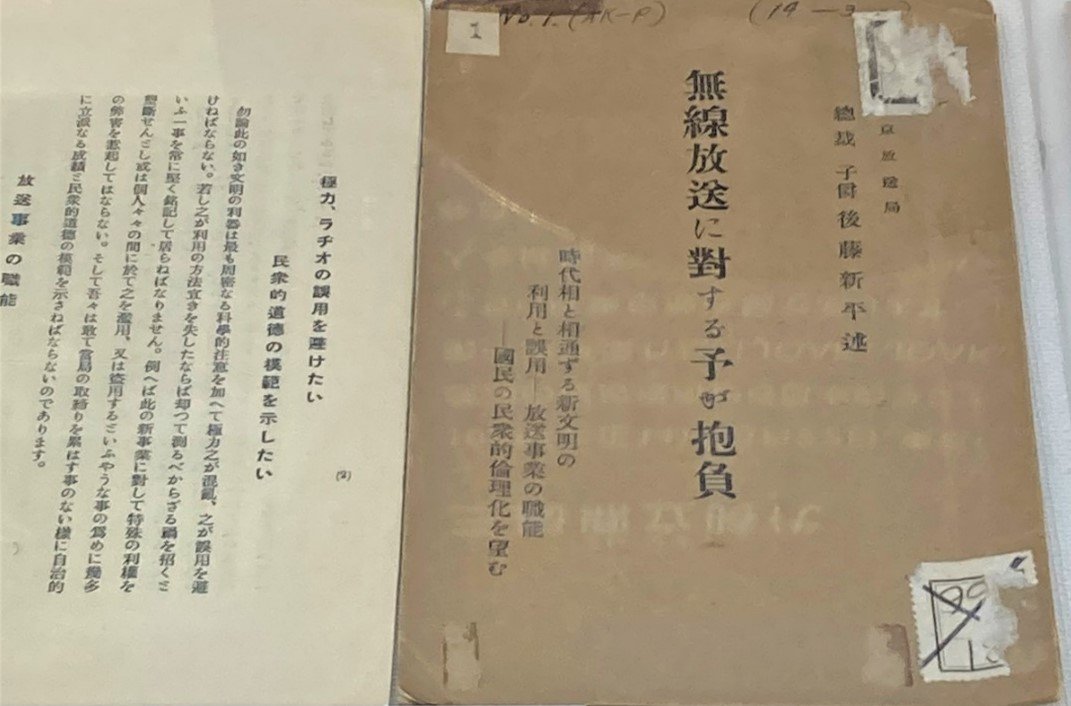 No. 1. (AK-P)
(14-3
1
京放送局
總裁 子爵 後藤新平述
無線放送に對する予が抱負
時代相と相頭する新文明の
利用と誤用——放送事業の職能
——國民の民衆的倫理化を望む
(2)
極力、ラヂオの誤用を避けたい
民衆的道德の模範を示したい
勿論此の如き文明の利器は最も周密なる科學的注意を加へて極力之が混亂、之が誤用を避
けねばならない。若し之が利用の方法宜きを失したならば却つて測るべからざる禍を招くと
いふ一事を常に堅く銘記して居らねばなりません。例へば此の新事業に對して特殊の利權を
壟斷せんとし或は個人々々の間に於て之を濫用、又は盜用するといふやうな事の爲めに幾多
の弊害を惹起してはならない。そして吾々は敢て當局の取締りを累はす事のない樣に自治的
に立派なる成績と民衆的道德の模範を示さねばならないのであります。
放送事業の職能